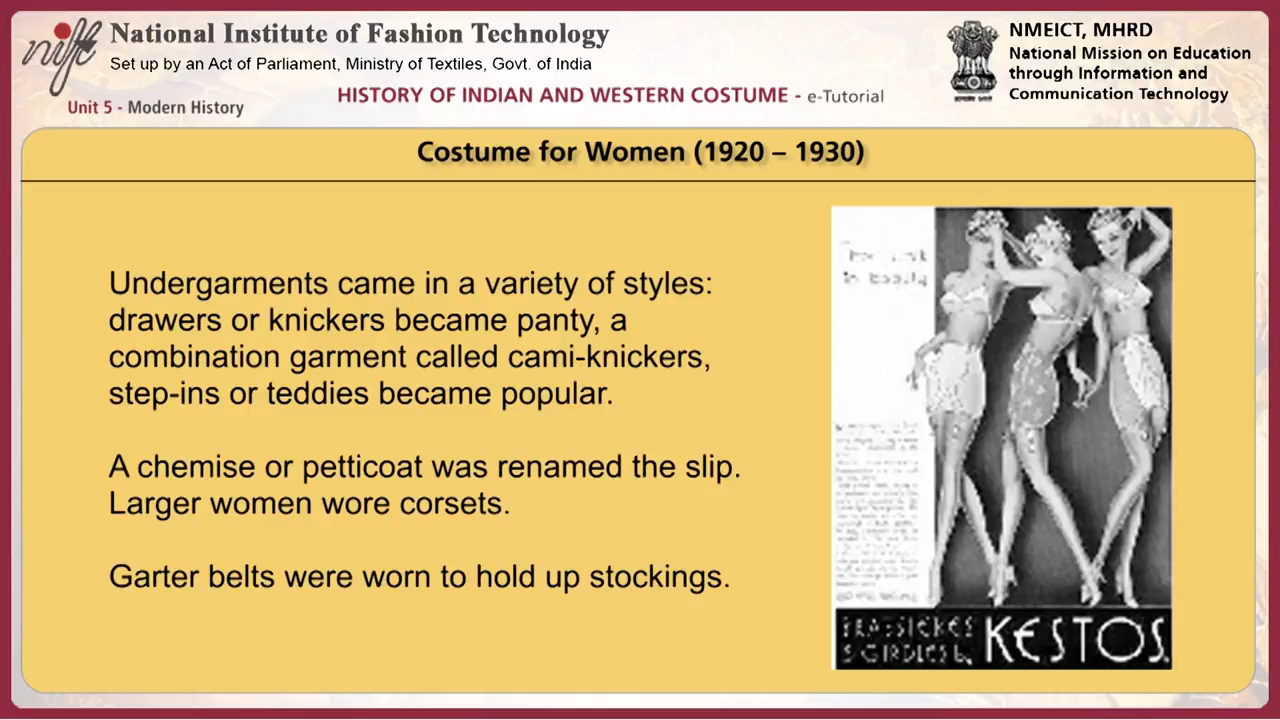 nift
National Institute of Fashion Technology
Set up by an Act of Parliament, Ministry of Textiles, Govt. of India
Unit 5 - Modern History
HISTORY OF INDIAN AND WESTERN COSTUME - e-Tutorial
NMEICT, MHRD
National Mission on Education
through Information and
Communication Technology
Costume for Women (1920 – 1930)
Undergarments came in a variety of styles:
drawers or knickers became panty, a
combination garment called cami-knickers,
step-ins or teddies became popular.
A chemise or petticoat was renamed the slip.
Larger women wore corsets.
Garter belts were worn to hold up stockings.
BRASSIERES
& GIRDLES by KESTOS.